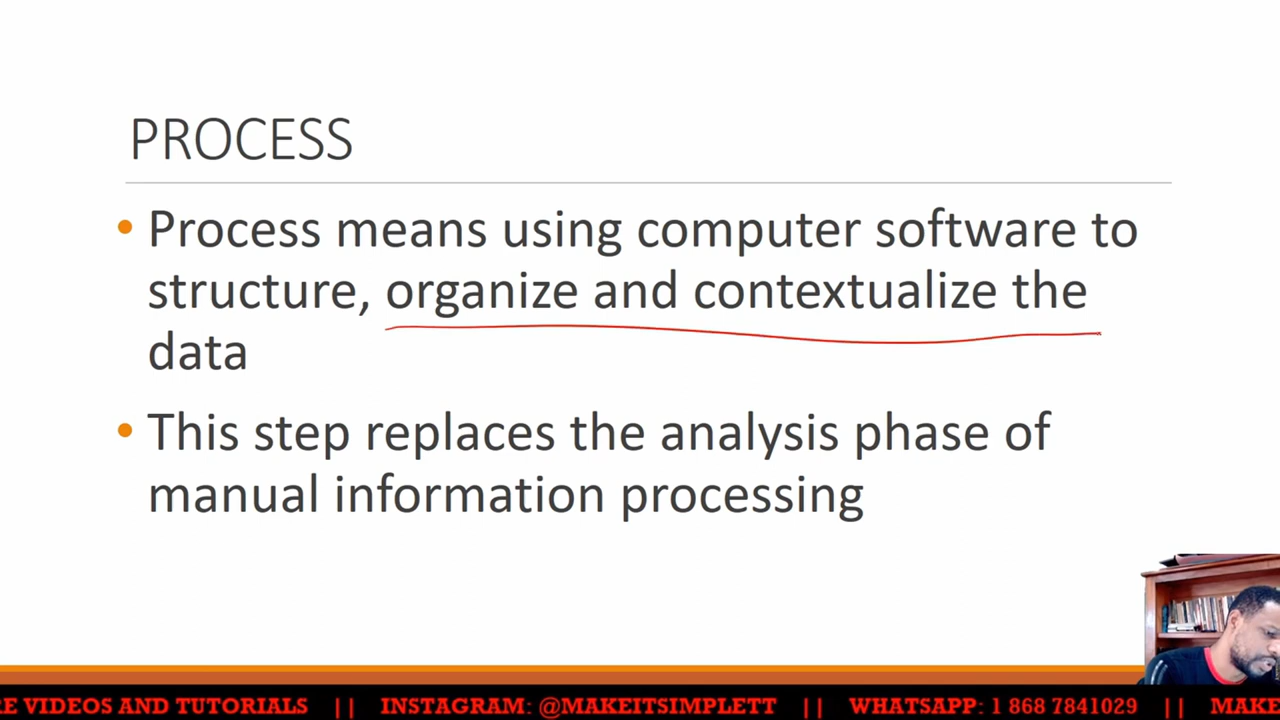 PROCESS
• Process means using computer software to
structure, organize and contextualize the
data
• This step replaces the analysis phase of
manual information processing
RE VIDEOS AND TUTORIALS || INSTAGRAM: @MAKEITSIMPLETT || WHATSAPP: 1 868 7841029 || MAKE